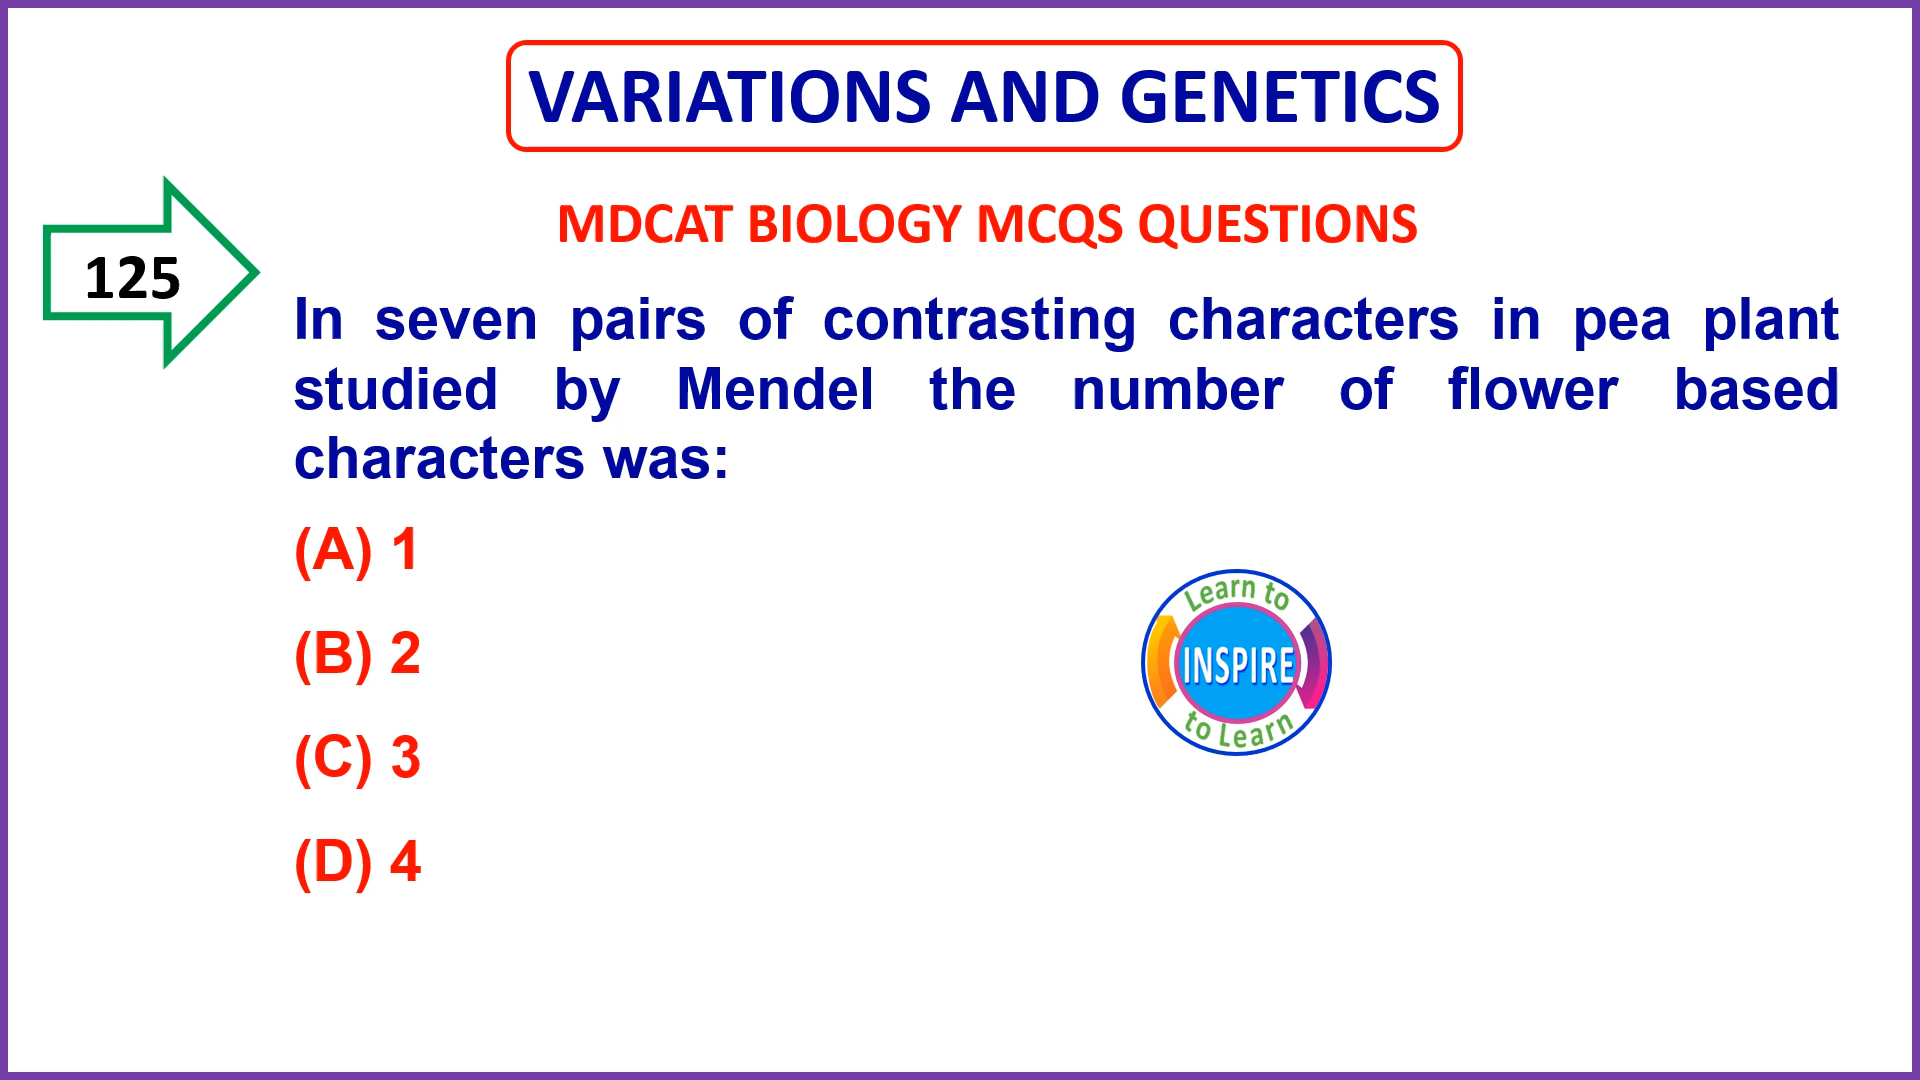 VARIATIONS AND GENETICS
MDCAT BIOLOGY MCQS QUESTIONS
125
In seven pairs of contrasting characters in pea plant
studied by Mendel the number of flower based
characters was:
(A) 1
(B) 2
(C) 3
(D) 4
Learn to
INSPIRE
to Learn